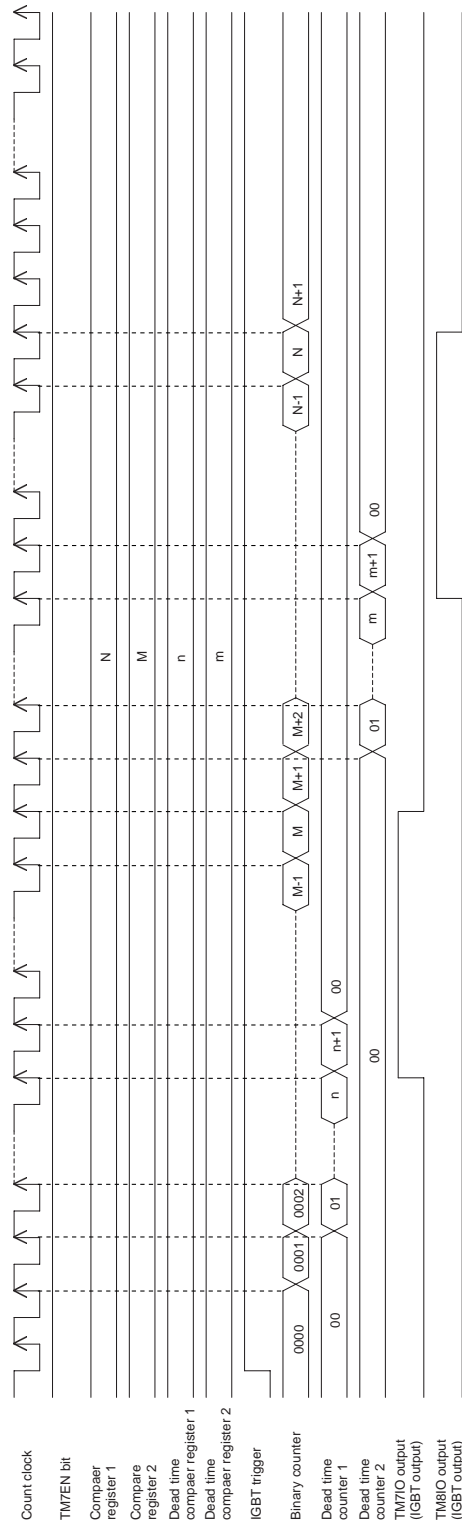 Count clock
TM7EN bit
Compaer
register 1
N
Compare
register 2
M
Dead time
compaer register 1
n
Dead time
compaer register 2
m
IGBT trigger
Binary counter
0000
0001
0002
M-1
M
M+1
M+2
N-1
N
N+1
Dead time
counter 1
00
01
n
n+1
00
Dead time
counter 2
00
01
m
m+1
00
TM7IO output
(IGBT output)
TM8IO output
(IGBT output)